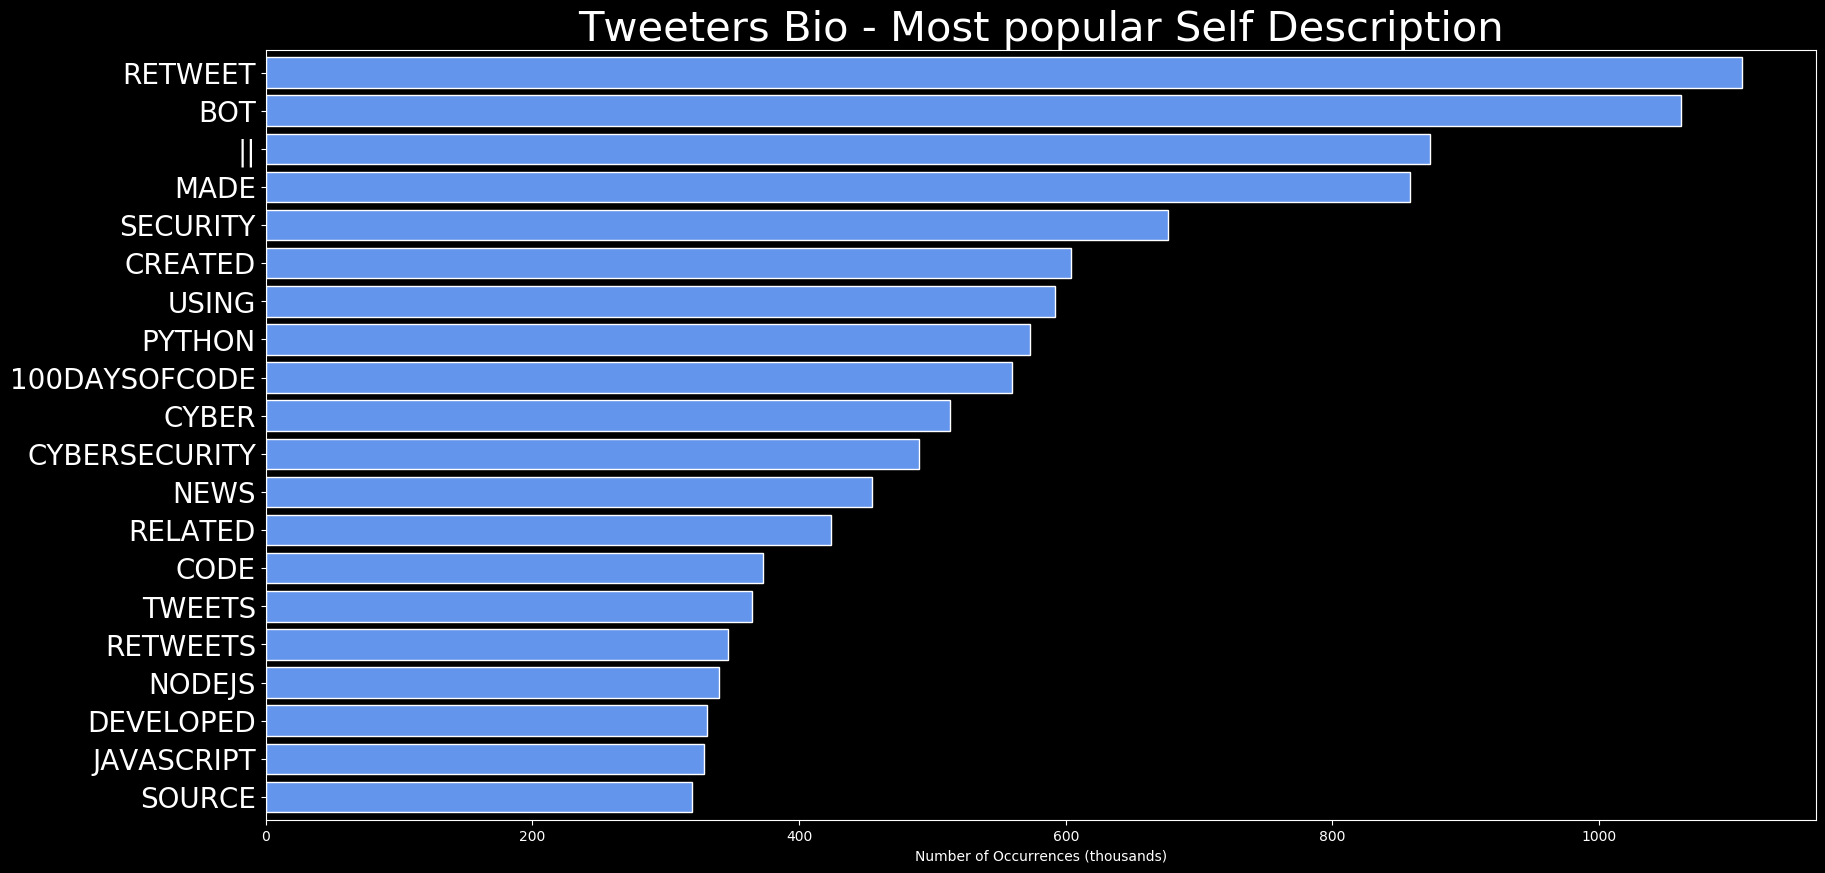 Tweeters Bio - Most popular Self Description
RETWEET
BOT
||
MADE
SECURITY
CREATED
USING
PYTHON
100DAYSOFCODE
CYBER
CYBERSECURITY
NEWS
RELATED
CODE
TWEETS
RETWEETS
NODEJS
DEVELOPED
JAVASCRIPT
SOURCE
0 200 400 600 800 1000
Number of Occurrences (thousands)